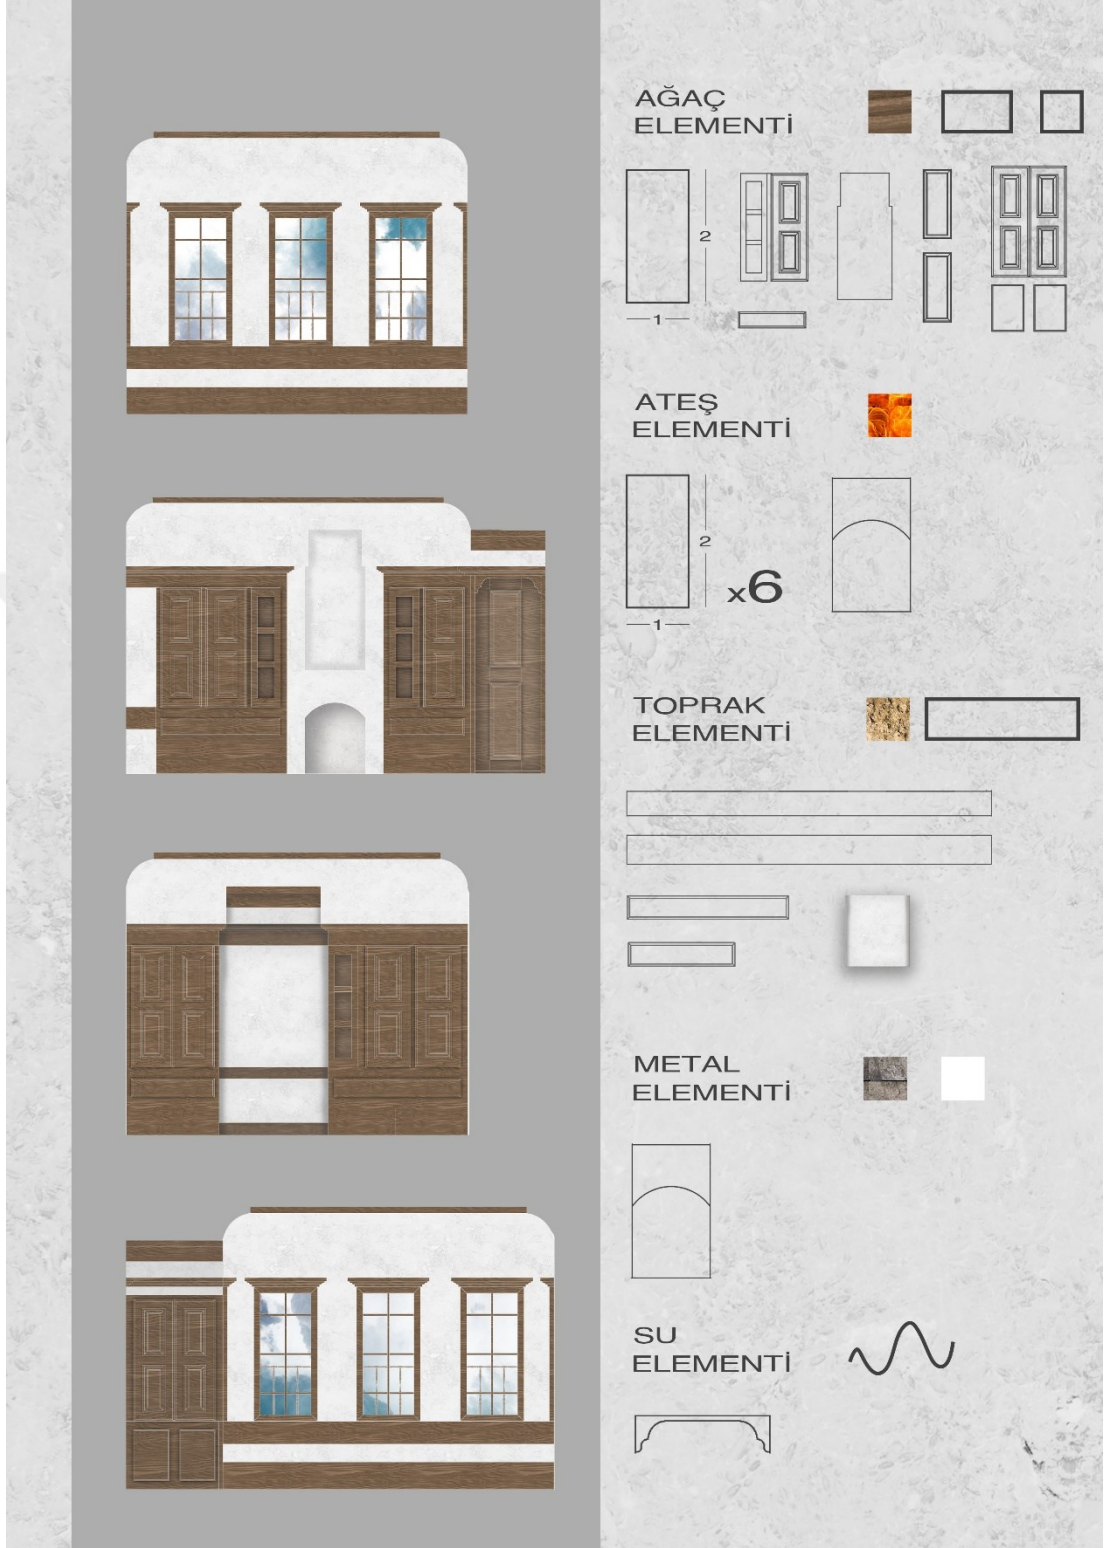 AĞAÇ
ELEMENTİ
2
1
ATEŞ
ELEMENTİ
2
x6
1
TOPRAK
ELEMENTİ
METAL
ELEMENTİ
SU
ELEMENTİ